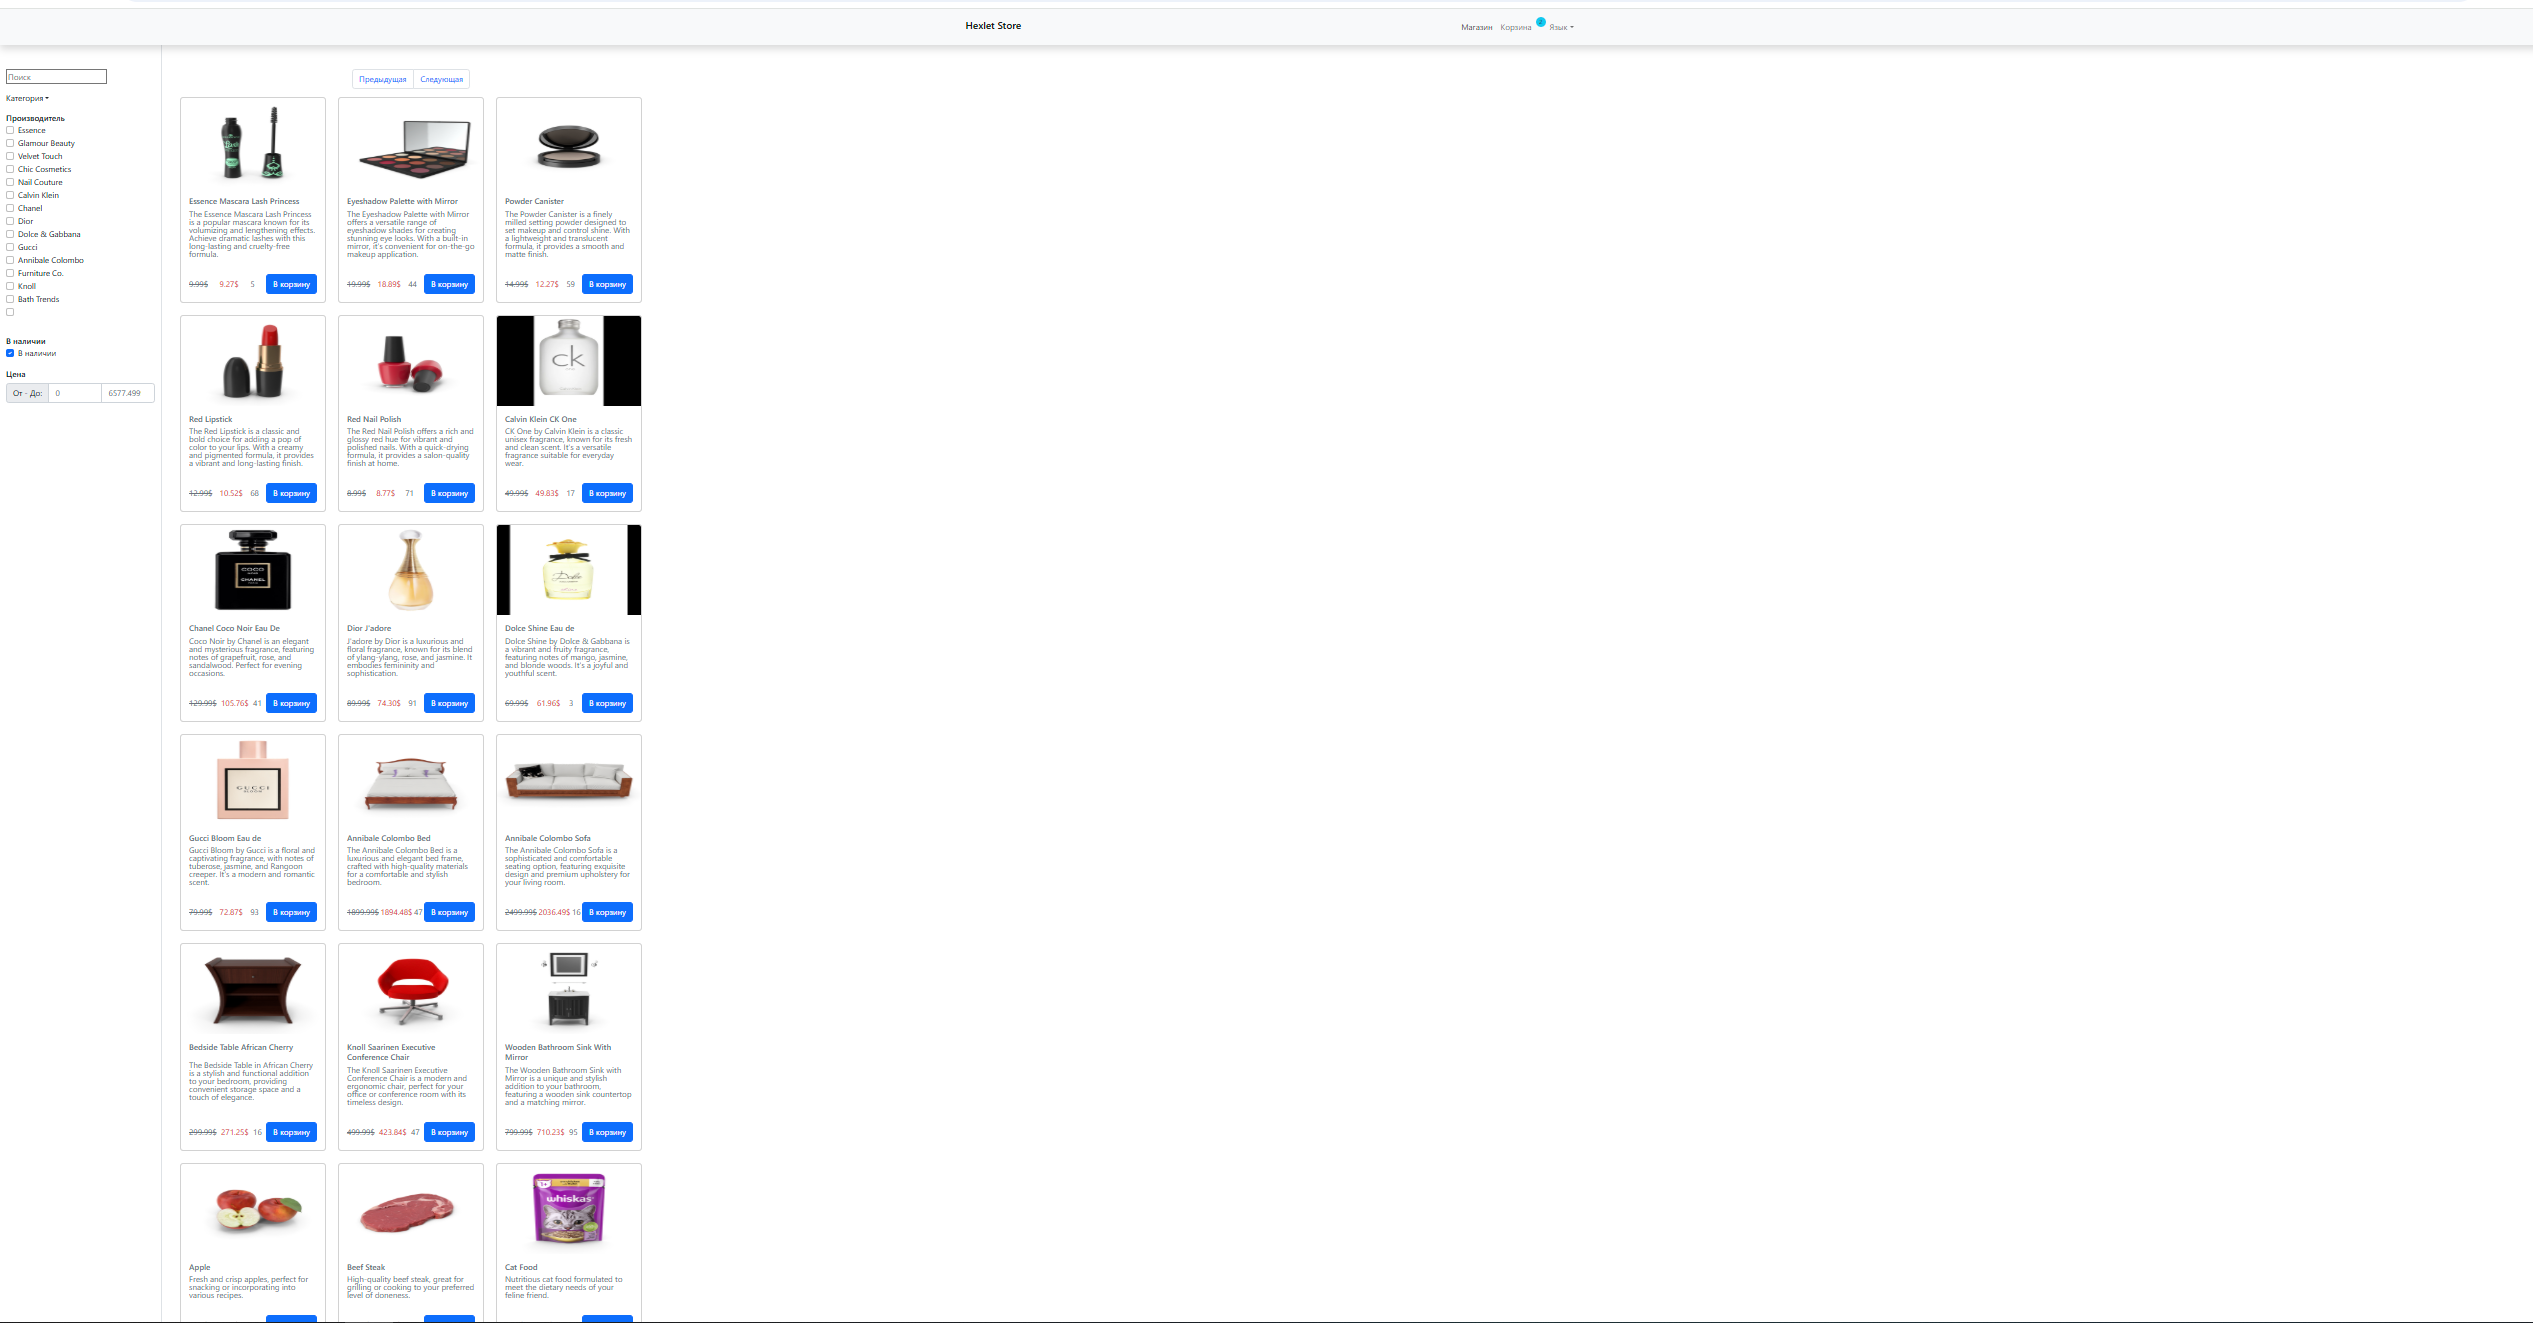 Hexlet Store
Магазин Корзина Язык
Поиск
Категория
Производитель
Essence
Glamour Beauty
Velvet Touch
Chic Cosmetics
Nail Couture
Calvin Klein
Chanel
Dior
Dolce & Gabbana
Gucci
Annibale Colombo
Furniture Co.
Knoll
Bath Trends
В наличии
В наличии
Цена
От - До: 0 6577.499
Предыдущая Следующая
Essence Mascara Lash Princess
The Essence Mascara Lash Princess
is a popular mascara known for its
volumizing and lengthening effects.
Achieve dramatic lashes with this
long-lasting and cruelty-free
formula.
9.99$ 9.27$ 5 В корзину
Eyeshadow Palette with Mirror
The Eyeshadow Palette with Mirror
offers a versatile range of
eyeshadow shades for creating
stunning eye looks. With a built-in
mirror, it's convenient for on-the-go
makeup application.
19.99$ 18.89$ 44 В корзину
Powder Canister
The Powder Canister is a finely
milled setting powder designed to
set makeup and control shine. With
a lightweight and translucent
formula, it provides a smooth and
matte finish.
14.99$ 12.27$ 59 В корзину
Red Lipstick
The Red Lipstick is a classic and
bold choice for adding a pop of
color to your lips. With a creamy
and pigmented formula, it provides
a vibrant and long-lasting finish.
12.99$ 10.52$ 68 В корзину
Red Nail Polish
The Red Nail Polish offers a rich and
glossy red hue for vibrant and
polished nails. With a quick-drying
formula, it provides a salon-quality
finish at home.
8.99$ 8.77$ 71 В корзину
ck
Calvin Klein CK One
CK One by Calvin Klein is a classic
unisex fragrance, known for its fresh
and clean scent. It's a versatile
fragrance suitable for everyday
wear.
49.99$ 49.83$ 17 В корзину
COCO
CHANEL
Chanel Coco Noir Eau De
Coco Noir by Chanel is an elegant
and mysterious fragrance, featuring
notes of grapefruit, rose, and
sandalwood. Perfect for evening
occasions.
129.99$ 105.76$ 41 В корзину
Dior J'adore
J'adore by Dior is a luxurious and
floral fragrance, known for its blend
of ylang-ylang, rose, and jasmine. It
embodies femininity and
sophistication.
89.99$ 74.30$ 91 В корзину
Dolce
Dolce Shine Eau de
Dolce Shine by Dolce & Gabbana is
a vibrant and fruity fragrance,
featuring notes of mango, jasmine,
and blonde woods. It's a joyful and
youthful scent.
69.99$ 61.96$ 3 В корзину
GUCCI
BLOOM
Gucci Bloom Eau de
Gucci Bloom by Gucci is a floral and
captivating fragrance, with notes of
tuberose, jasmine, and Rangoon
creeper. It's a modern and romantic
scent.
79.99$ 72.87$ 93 В корзину
Annibale Colombo Bed
The Annibale Colombo Bed is a
luxurious and elegant bed frame,
crafted with high-quality materials
for a comfortable and stylish
bedroom.
1899.99$ 1894.48$ 47 В корзину
Annibale Colombo Sofa
The Annibale Colombo Sofa is a
sophisticated and comfortable
seating option, featuring exquisite
design and premium upholstery for
your living room.
2499.99$ 2036.49$ 16 В корзину
Bedside Table African Cherry
The Bedside Table in African Cherry
is a stylish and functional addition
to your bedroom, providing
convenient storage space and a
touch of elegance.
299.99$ 271.25$ 16 В корзину
Knoll Saarinen Executive
Conference Chair
The Knoll Saarinen Executive
Conference Chair is a modern and
ergonomic chair, perfect for your
office or conference room with its
timeless design.
499.99$ 423.84$ 47 В корзину
Wooden Bathroom Sink With
Mirror
The Wooden Bathroom Sink with
Mirror is a unique and stylish
addition to your bathroom,
featuring a wooden sink countertop
and a matching mirror.
799.99$ 710.23$ 95 В корзину
Apple
Fresh and crisp apples, perfect for
snacking or incorporating into
various recipes.
Beef Steak
High-quality beef steak, great for
grilling or cooking to your preferred
level of doneness.
whiskas
Cat Food
Nutritious cat food formulated to
meet the dietary needs of your
feline friend.